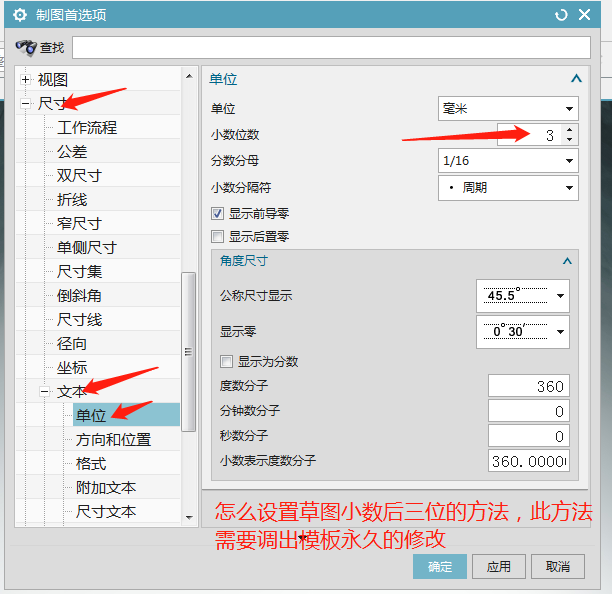 制图首选项
查找
视图
尺寸
工作流程
公差
双尺寸
折线
窄尺寸
单侧尺寸
尺寸集
倒斜角
尺寸线
径向
坐标
文本
单位
方向和位置
格式
附加文本
尺寸文本
单位
单位 毫米
小数位数 3
分数分母 1/16
小数分隔符 • 周期
显示前导零
显示后置零
角度尺寸
公称尺寸显示 45.5°
显示零 0°30′
显示为分数
度数分子 360
分钟数分子 0
秒数分子 0
小数表示度数分子 360.0000
怎么设置草图小数后三位的方法，此方法
需要调出模板永久的修改
确定 应用 取消